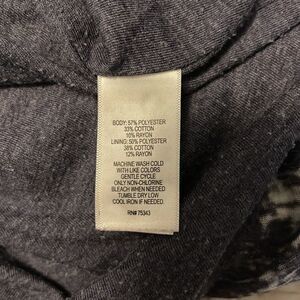 BODY: 57% POLYESTER
33% COTTON
10% RAYON
LINING: 50% POLYESTER
38% COTTON
12% RAYON
MACHINE WASH COLD
WITH LIKE COLORS
GENTLE CYCLE
ONLY NON-CHLORINE
BLEACH WHEN NEEDED
TUMBLE DRY LOW
COOL IRON IF NEEDED
RN# 75343